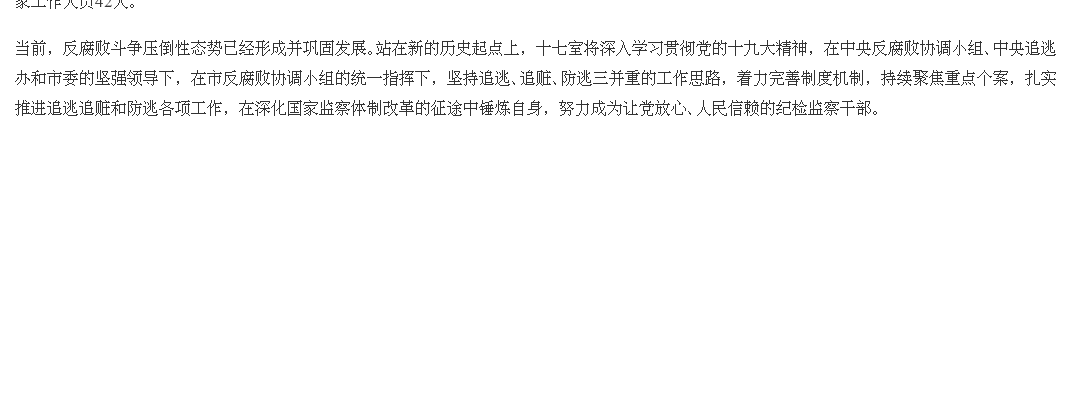 家工作人员42人。
当前，反腐败斗争压倒性态势已经形成并巩固发展。站在新的历史起点上，十七室将深入学习贯彻党的十九大精神，在中央反腐败协调小组、中央追逃
办和市委的坚强领导下，在市反腐败协调小组的统一指挥下，坚持追逃、追赃、防逃三并重的工作思路，着力完善制度机制，持续聚焦重点个案，扎实
推进追逃追赃和防逃各项工作，在深化国家监察体制改革的征途中锤炼自身，努力成为让党放心、人民信赖的纪检监察干部。